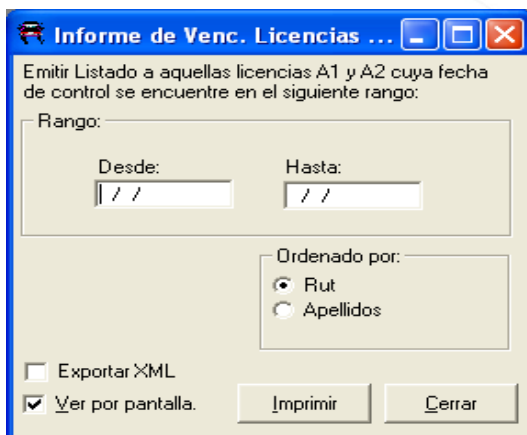 Informe de Venc. Licencias ...
Emitir Listado a aquellas licencias A1 y A2 cuya fecha
de control se encuentre en el siguiente rango:
Rango:
Desde: Hasta:
/ / / /
Ordenado por:
Rut
Apellidos
Exportar XML
Ver por pantalla. Imprimir Cerrar